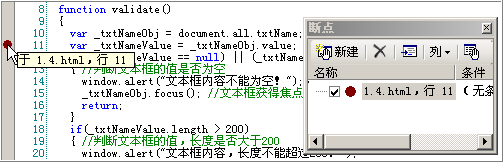 8 function validate()
9 {
10 var _txtNameObj = document.all.txtName;
11 var _txtNameValue = _txtNameObj.value;
于 1.4.html，行 11
_txtNameValue == null) || (_txtName
13 { //判断文本框的值是否为空
14 window.alert("文本框内容不能为空！");
15 _txtNameObj.focus(); //文本框获得焦点
16 return;
17 }
18 if(_txtNameValue.length > 200)
19 { //判断文本框的值，长度是否大于200
20 window.alert("文本框内容，长度不能超过200！");
断点
新建
列
名称 条件
1.4.html，行 11 （无条